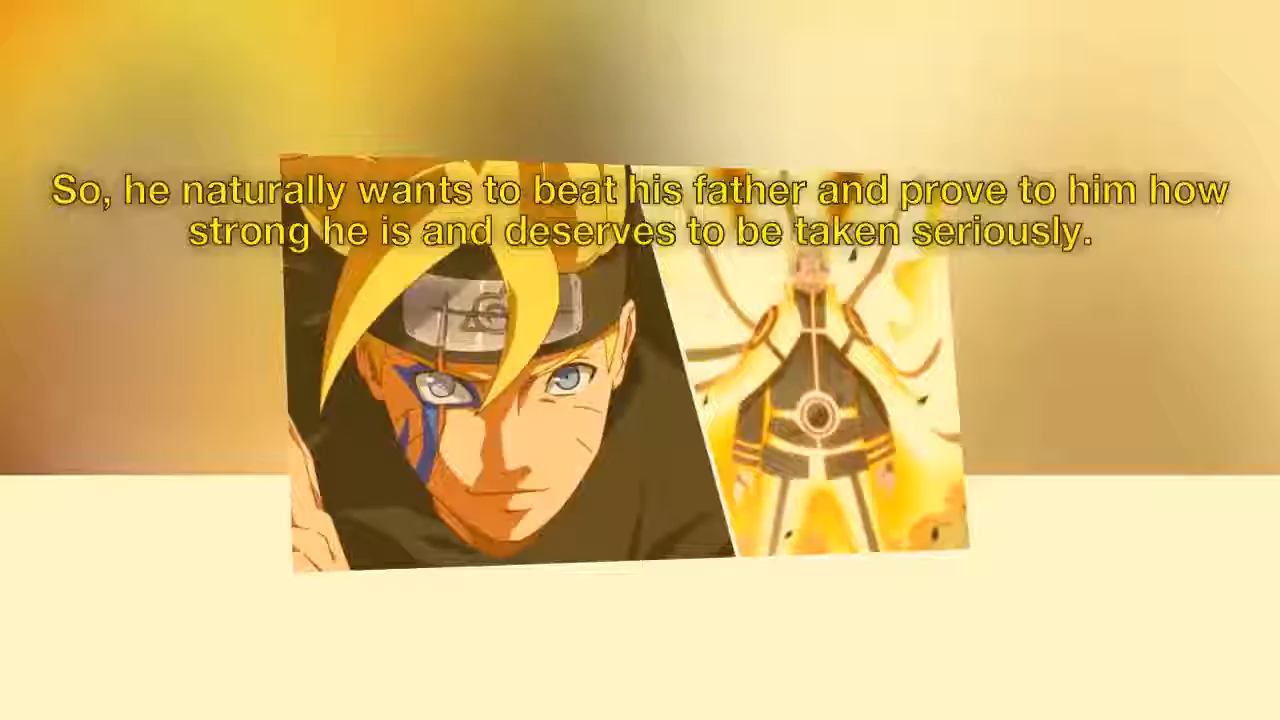 So, he naturally wants to beat his father and prove to him how
strong he is and deserves to be taken seriously.